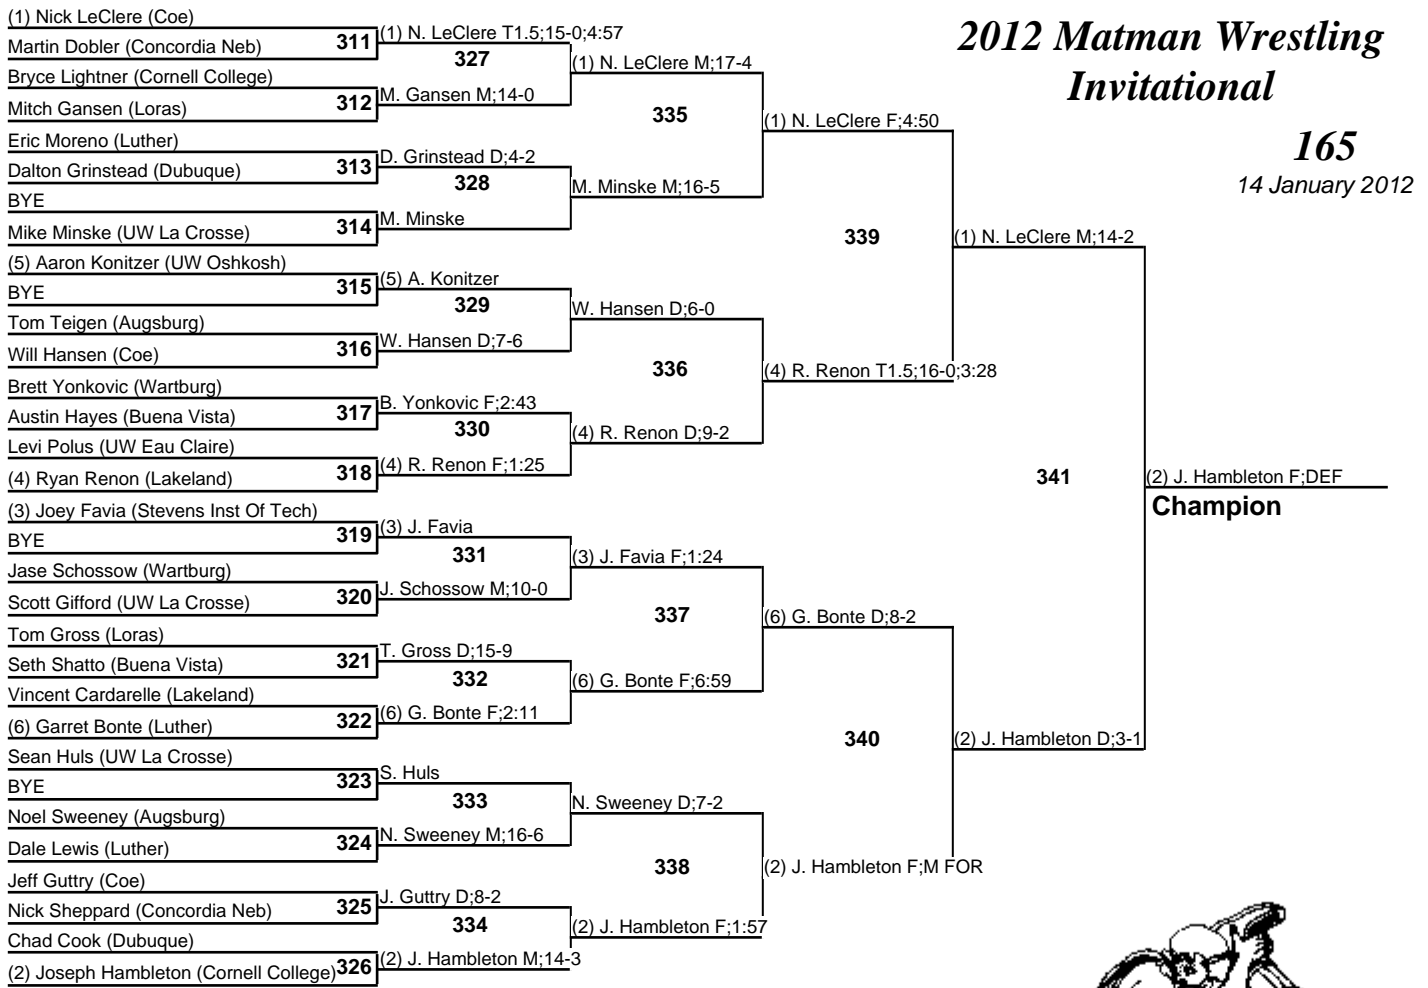 2012 Matman Wrestling
Invitational
165
14 January 2012
(1) Nick LeClere (Coe)
Martin Dobler (Concordia Neb)
Bryce Lightner (Cornell College)
Mitch Gansen (Loras)
Eric Moreno (Luther)
Dalton Grinstead (Dubuque)
BYE
Mike Minske (UW La Crosse)
(5) Aaron Konitzer (UW Oshkosh)
BYE
Tom Teigen (Augsburg)
Will Hansen (Coe)
Brett Yonkovic (Wartburg)
Austin Hayes (Buena Vista)
Levi Polus (UW Eau Claire)
(4) Ryan Renon (Lakeland)
(3) Joey Favia (Stevens Inst Of Tech)
BYE
Jase Schossow (Wartburg)
Scott Gifford (UW La Crosse)
Tom Gross (Loras)
Seth Shatto (Buena Vista)
Vincent Cardarelle (Lakeland)
(6) Garret Bonte (Luther)
Sean Huls (UW La Crosse)
BYE
Noel Sweeney (Augsburg)
Dale Lewis (Luther)
Jeff Guttry (Coe)
Nick Sheppard (Concordia Neb)
Chad Cook (Dubuque)
(2) Joseph Hambleton (Cornell College)
311
312
313
314
315
316
317
318
319
320
321
322
323
324
325
326
(1) N. LeClere T1.5;15-0;4:57
327
M. Gansen M;14-0
D. Grinstead D;4-2
328
M. Minske
(5) A. Konitzer
329
W. Hansen D;7-6
B. Yonkovic F;2:43
330
(4) R. Renon F;1:25
(3) J. Favia
331
J. Schossow M;10-0
T. Gross D;15-9
332
(6) G. Bonte F;2:11
S. Huls
333
N. Sweeney M;16-6
J. Guttry D;8-2
334
(2) J. Hambleton M;14-3
(1) N. LeClere M;17-4
335
M. Minske M;16-5
W. Hansen D;6-0
336
(4) R. Renon D;9-2
(3) J. Favia F;1:24
337
(6) G. Bonte F;6:59
N. Sweeney D;7-2
338
(2) J. Hambleton F;1:57
(1) N. LeClere F;4:50
339
(4) R. Renon T1.5;16-0;3:28
(6) G. Bonte D;8-2
340
(2) J. Hambleton F;M FOR
(1) N. LeClere M;14-2
341
(2) J. Hambleton D;3-1
(2) J. Hambleton F;DEF
Champion